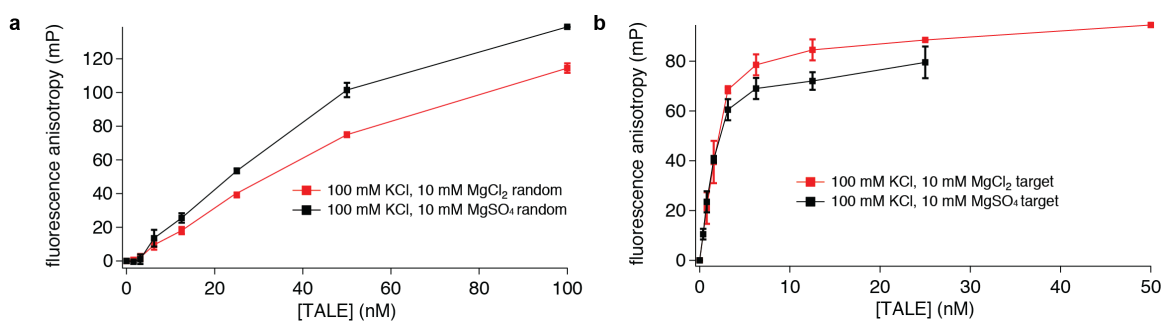 a
fluorescence anisotropy (mP)
120
100
80
60
40
20
0
100 mM KCl, 10 mM MgCl₂ random
100 mM KCl, 10 mM MgSO₄ random
0 20 40 60 80 100
[TALE] (nM)
b
fluorescence anisotropy (mP)
80
60
40
20
0
100 mM KCl, 10 mM MgCl₂ target
100 mM KCl, 10 mM MgSO₄ target
0 10 20 30 40 50
[TALE] (nM)